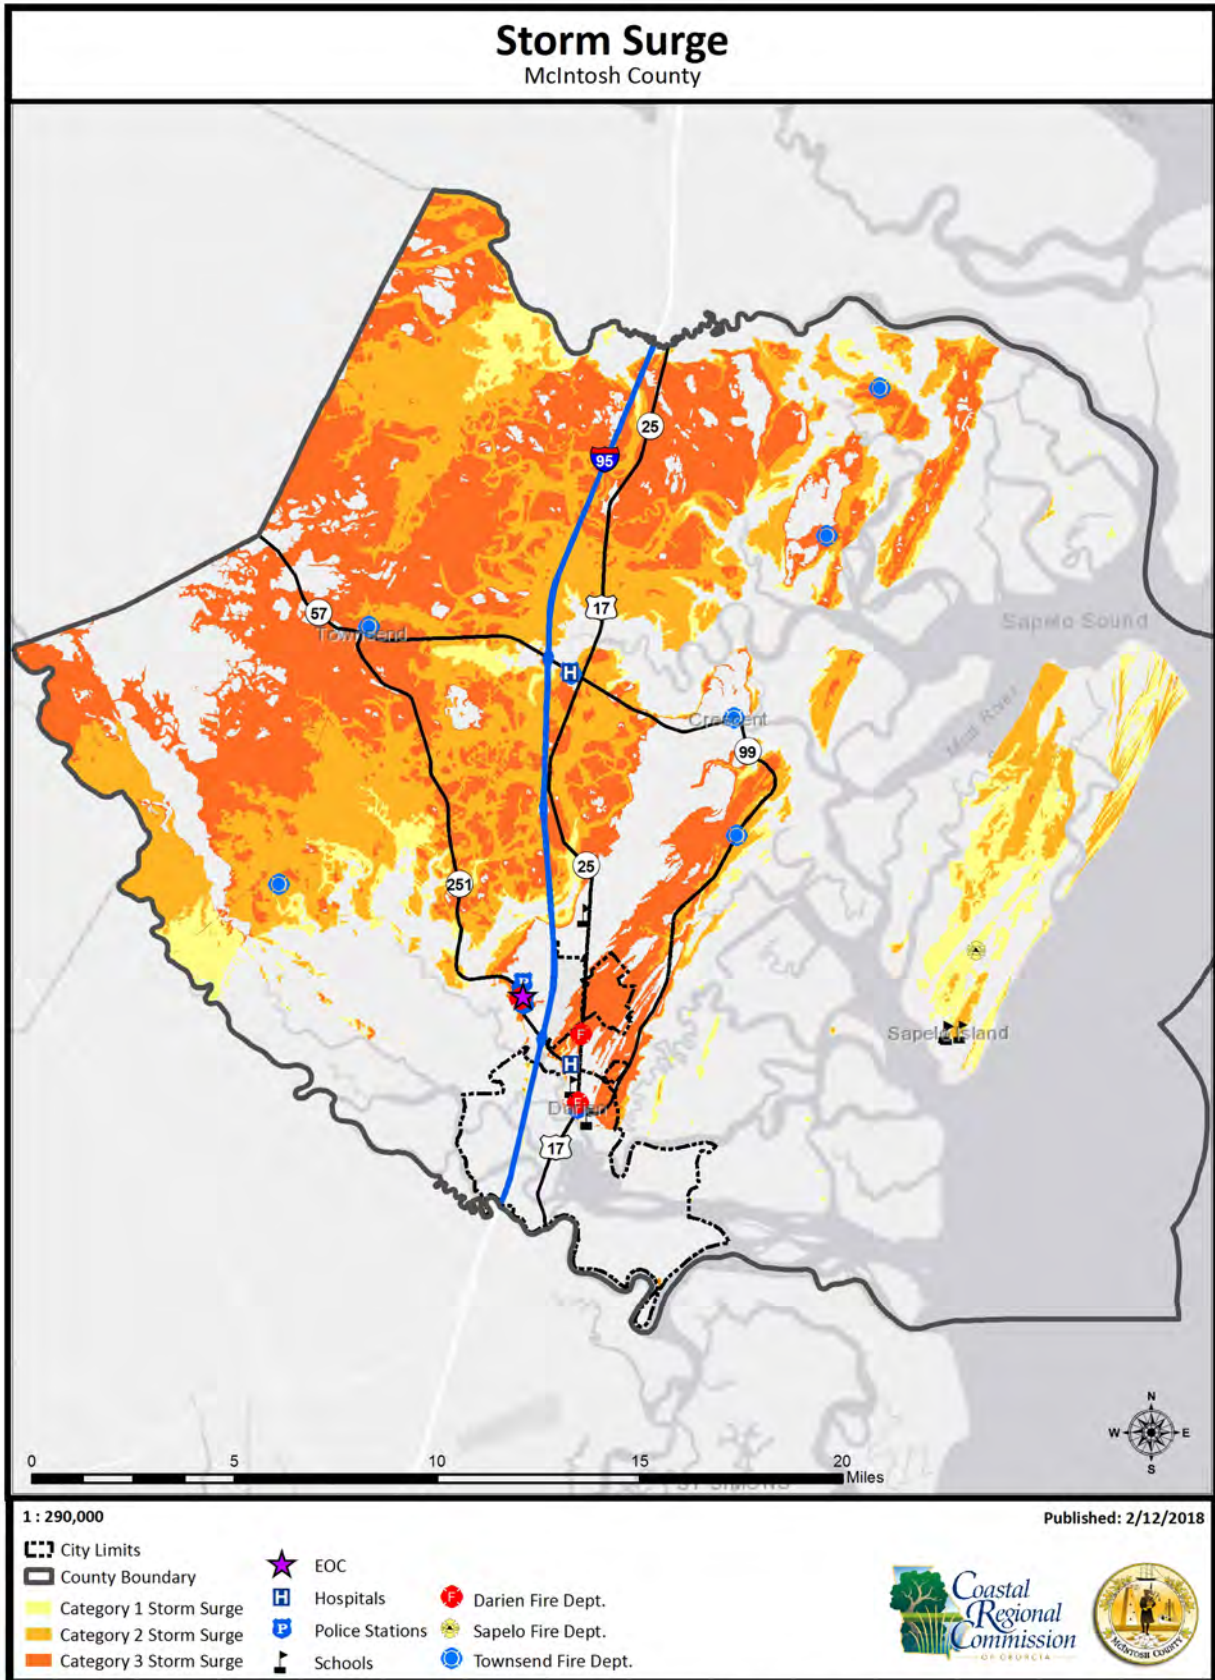 Storm Surge
McIntosh County
25
95
17
57
Townsend
H
Sapelo Sound
Crescent
Mud River
99
25
251
P
F
Sapelo Island
H
F
Darien
17
N
W E
S
0 5 10 15 20
Miles
ST SIMONS
1 : 290,000
Published: 2/12/2018
City Limits
County Boundary
Category 1 Storm Surge
Category 2 Storm Surge
Category 3 Storm Surge
EOC
H Hospitals
P Police Stations
Schools
F Darien Fire Dept.
Sapelo Fire Dept.
Townsend Fire Dept.
Coastal
Regional
Commission
OF GEORGIA
McINTOSH COUNTY